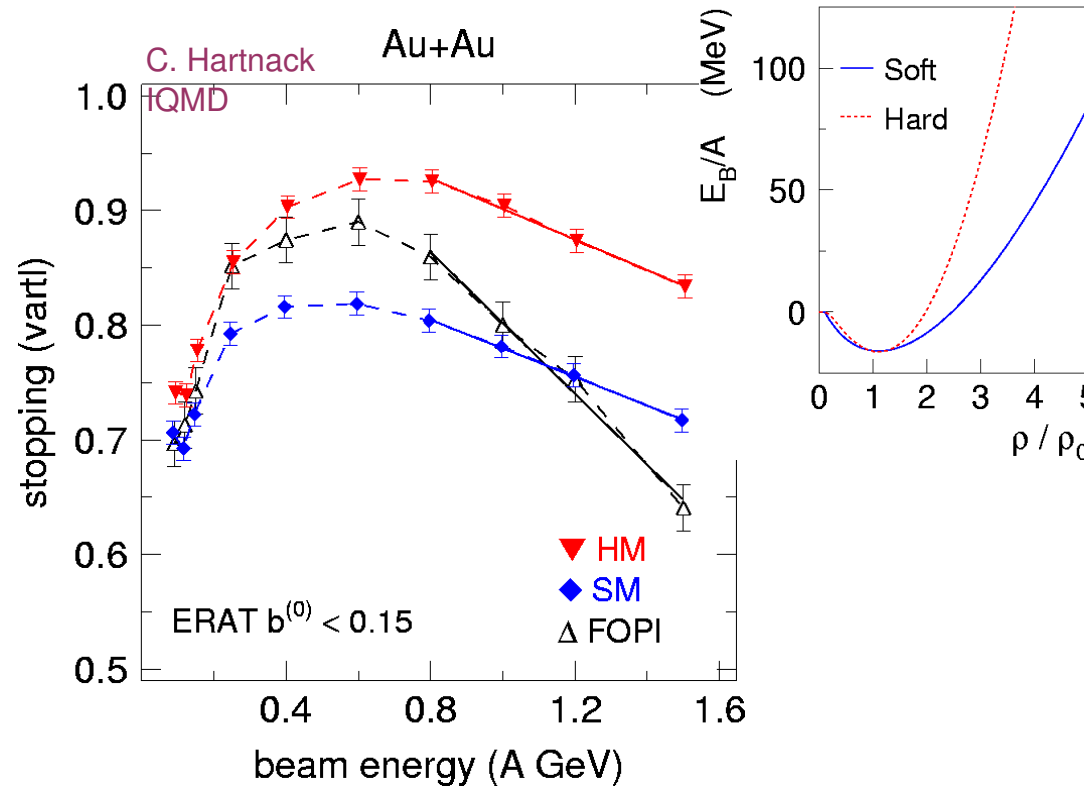 Au+Au
C. Hartnack
IQMD
1.0
0.9
0.8
0.7
0.6
0.5
stopping (vartl)
0.4
0.8
1.2
1.6
beam energy (A GeV)
HM
SM
FOPI
ERAT b(0) < 0.15
E_B/A (MeV)
100
50
0
Soft
Hard
0
1
2
3
4
5
ρ / ρ0